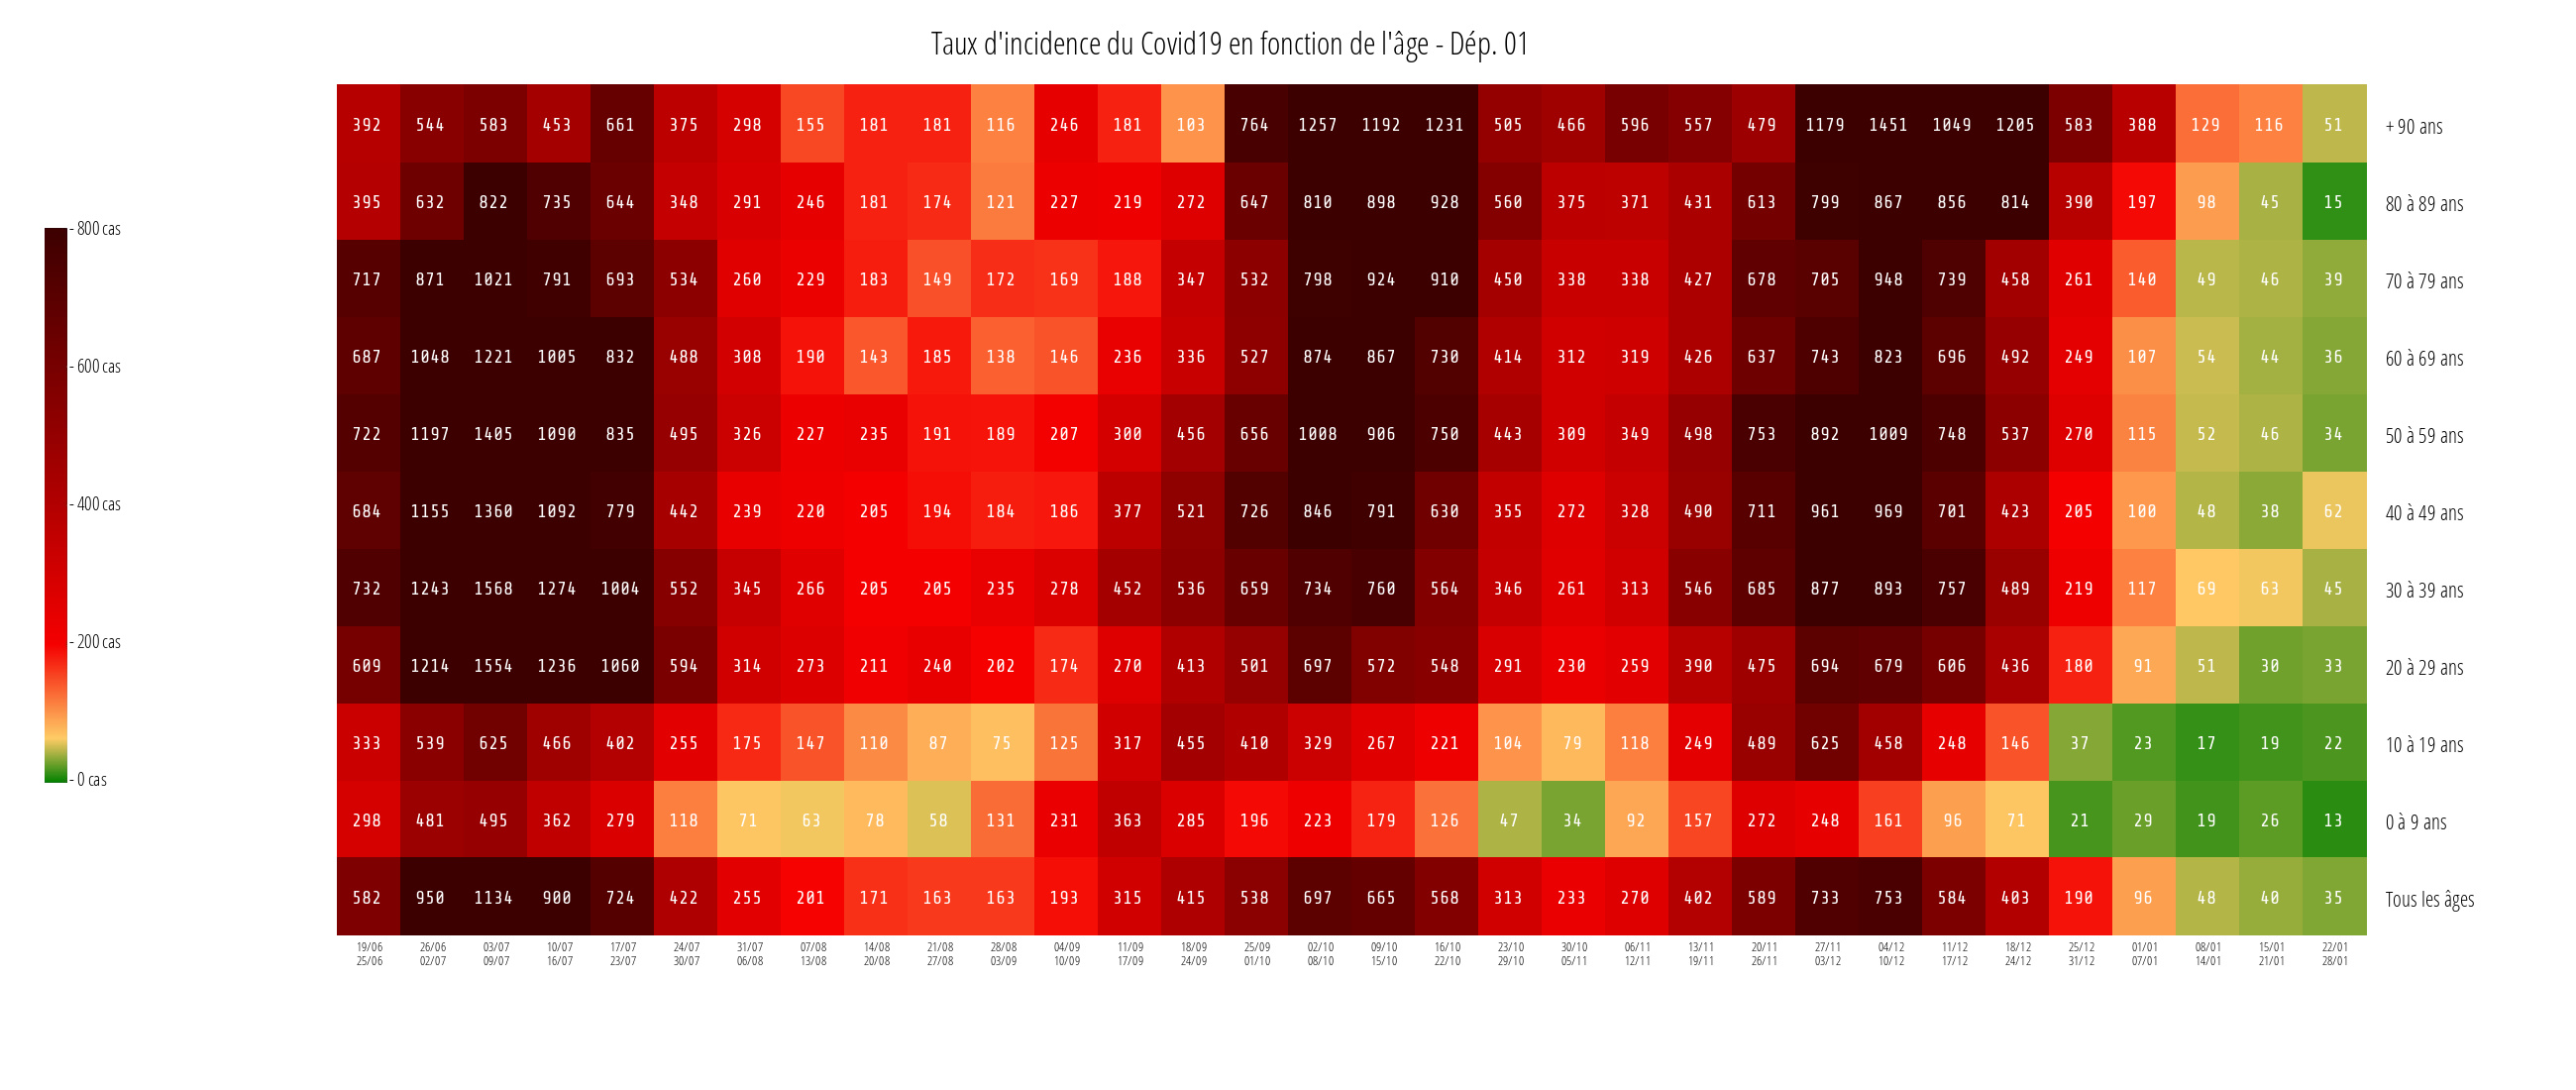 Taux d'incidence du Covid19 en fonction de l'âge - Dép. 01
392 544 583 453 661 375 298 155 181 181 116 246 181 103 764 1257 1192 1231 505 466 596 557 479 1179 1451 1049 1205 583 388 129 116 51 + 90 ans
395 632 822 735 644 348 291 246 181 174 121 227 219 272 647 810 898 928 560 375 371 431 613 799 867 856 814 390 197 98 45 15 80 à 89 ans
717 871 1021 791 693 534 260 229 183 149 172 169 188 347 532 798 924 910 450 338 338 427 678 705 948 739 458 261 140 49 46 39 70 à 79 ans
687 1048 1221 1005 832 488 308 190 143 185 138 146 236 336 527 874 867 730 414 312 319 426 637 743 823 696 492 249 107 54 44 36 60 à 69 ans
722 1197 1405 1090 835 495 326 227 235 191 189 207 300 456 656 1008 906 750 443 309 349 498 753 892 1009 748 537 270 115 52 46 34 50 à 59 ans
684 1155 1360 1092 779 442 239 220 205 194 184 186 377 521 726 846 791 630 355 272 328 490 711 961 969 701 423 205 100 48 38 62 40 à 49 ans
732 1243 1568 1274 1004 552 345 266 205 205 235 278 452 536 659 734 760 564 346 261 313 546 685 877 893 757 489 219 117 69 63 45 30 à 39 ans
609 1214 1554 1236 1060 594 314 273 211 240 202 174 270 413 501 697 572 548 291 230 259 390 475 694 679 606 436 180 91 51 30 33 20 à 29 ans
333 539 625 466 402 255 175 147 110 87 75 125 317 455 410 329 267 221 104 79 118 249 489 625 458 248 146 37 23 17 19 22 10 à 19 ans
298 481 495 362 279 118 71 63 78 58 131 231 363 285 196 223 179 126 47 34 92 157 272 248 161 96 71 21 29 19 26 13 0 à 9 ans
582 950 1134 900 724 422 255 201 171 163 163 193 315 415 538 697 665 568 313 233 270 402 589 733 753 584 403 190 96 48 40 35 Tous les âges
19/06 26/06 03/07 10/07 17/07 24/07 31/07 07/08 14/08 21/08 28/08 04/09 11/09 18/09 25/09 02/10 09/10 16/10 23/10 30/10 06/11 13/11 20/11 27/11 04/12 11/12 18/12 25/12 01/01 08/01 15/01 22/01
25/06 02/07 09/07 16/07 23/07 30/07 06/08 13/08 20/08 27/08 03/09 10/09 17/09 24/09 01/10 08/10 15/10 22/10 29/10 05/11 12/11 19/11 26/11 03/12 10/12 17/12 24/12 31/12 07/01 14/01 21/01 28/01
- 800 cas
- 600 cas
- 400 cas
- 200 cas
- 0 cas